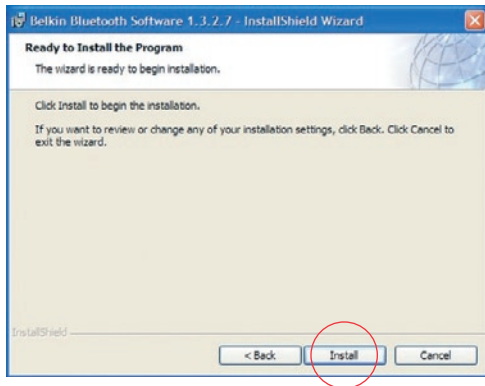 Belkin Bluetooth Software 1.3.2.7 - InstallShield Wizard
Ready to Install the Program
The wizard is ready to begin installation.
Click Install to begin the installation.
If you want to review or change any of your installation settings, click Back. Click Cancel to
exit the wizard.
InstallShield
< Back Install Cancel